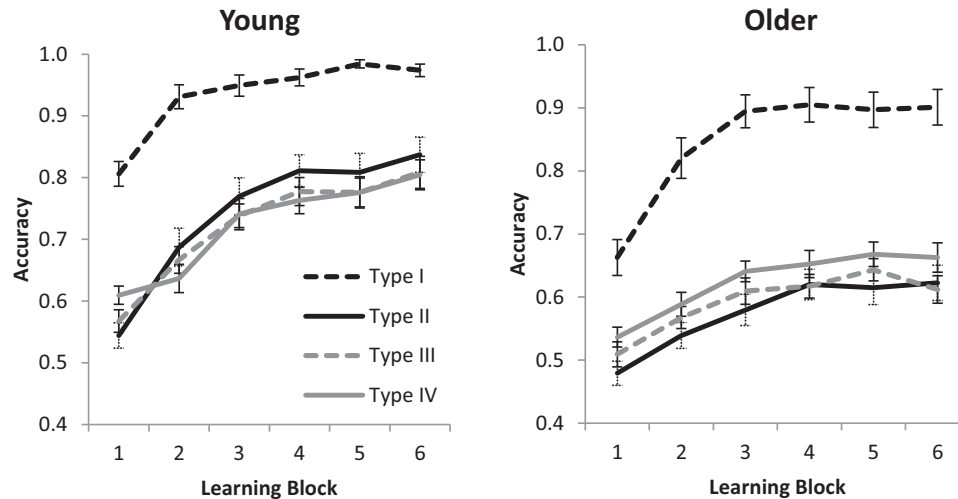 Young
1.0
0.9
0.8
0.7
0.6
0.5
0.4
Accuracy
Type I
Type II
Type III
Type IV
1 2 3 4 5 6
Learning Block
Older
1.0
0.9
0.8
0.7
0.6
0.5
0.4
Accuracy
1 2 3 4 5 6
Learning Block